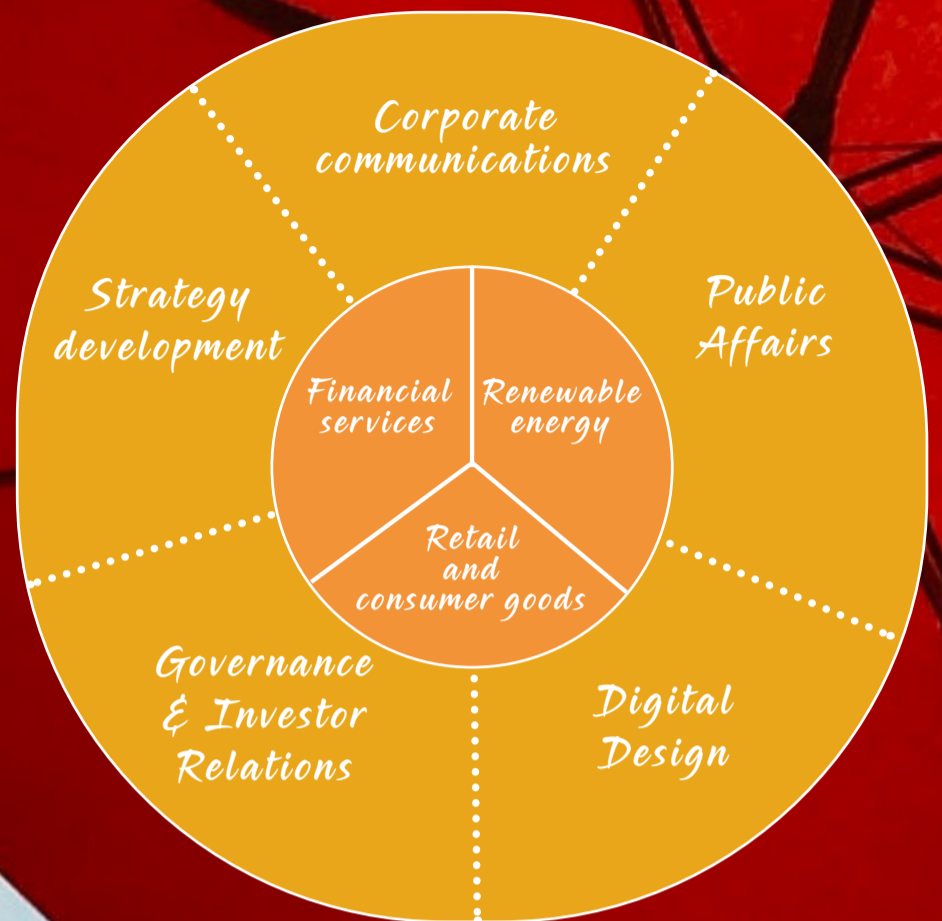 Corporate
communications
Strategy
development
Public
Affairs
Financial
services
Renewable
energy
Retail
and
consumer goods
Governance
& Investor
Relations
Digital
Design